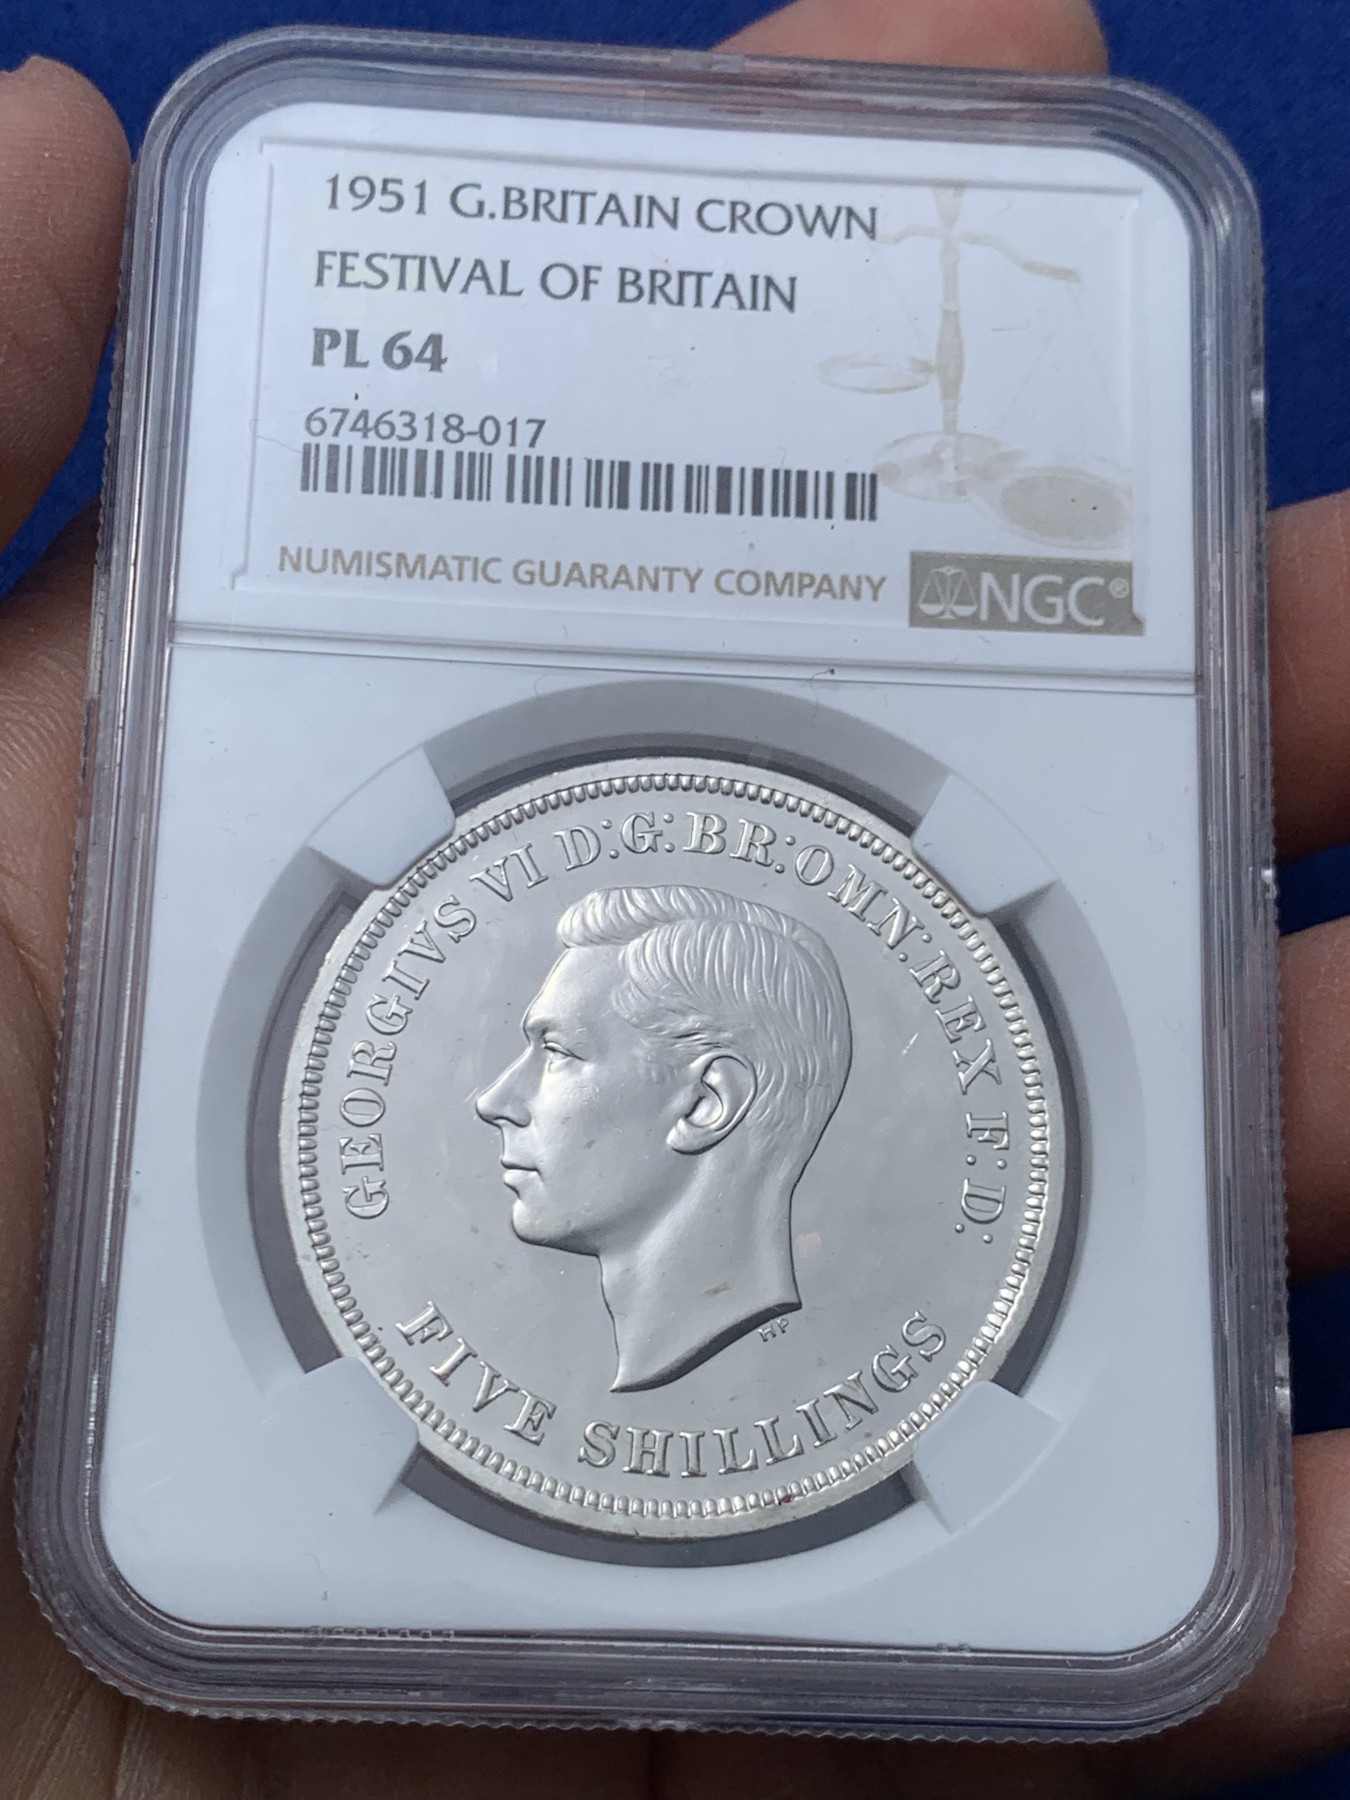 1951 G.BRITAIN CROWN
FESTIVAL OF BRITAIN
PL 64
6746318-017
NUMISMATIC GUARANTY COMPANY
NGC®
GEORGIVS VI D:G:BR:OMN:REX F:D:
HP
FIVE SHILLINGS